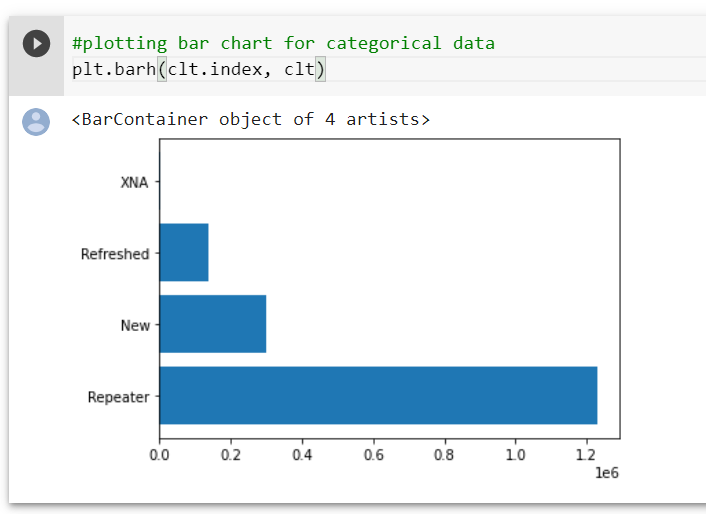 #plotting bar chart for categorical data
plt.barh(clt.index, clt)
<BarContainer object of 4 artists>
XNA
Refreshed
New
Repeater
0.0 0.2 0.4 0.6 0.8 1.0 1.2
1e6